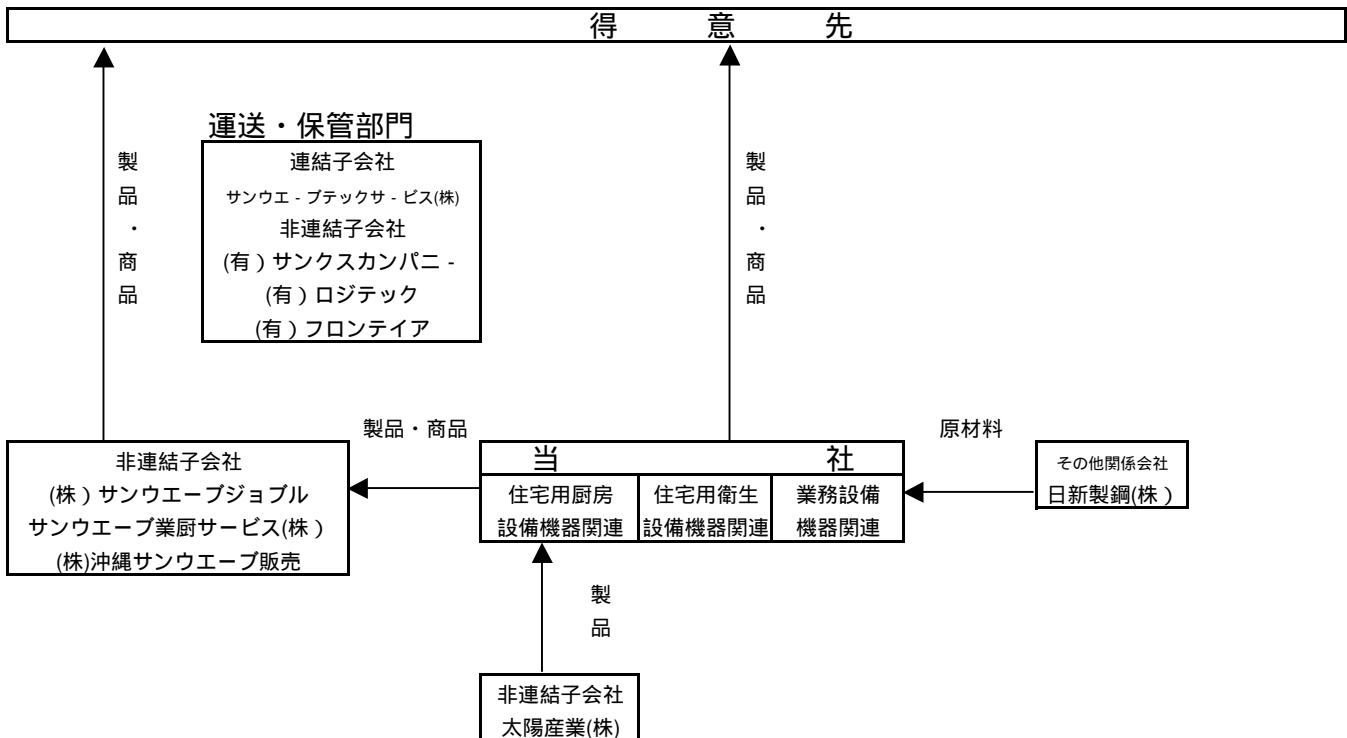 得意先
運送・保管部門
連結子会社
サンウエ - ブテックサ - ビス(株)
非連結子会社
(有）サンクスカンパニ -
(有）ロジテック
(有）フロンテイア
製品・商品
製品・商品
製品・商品
原材料
非連結子会社
(株）サンウエーブジョブル
サンウエーブ業厨サービス(株）
(株)沖縄サンウエーブ販売
当社
住宅用厨房
設備機器関連
住宅用衛生
設備機器関連
業務設備
機器関連
その他関係会社
日新製鋼(株）
製品
非連結子会社
太陽産業(株)